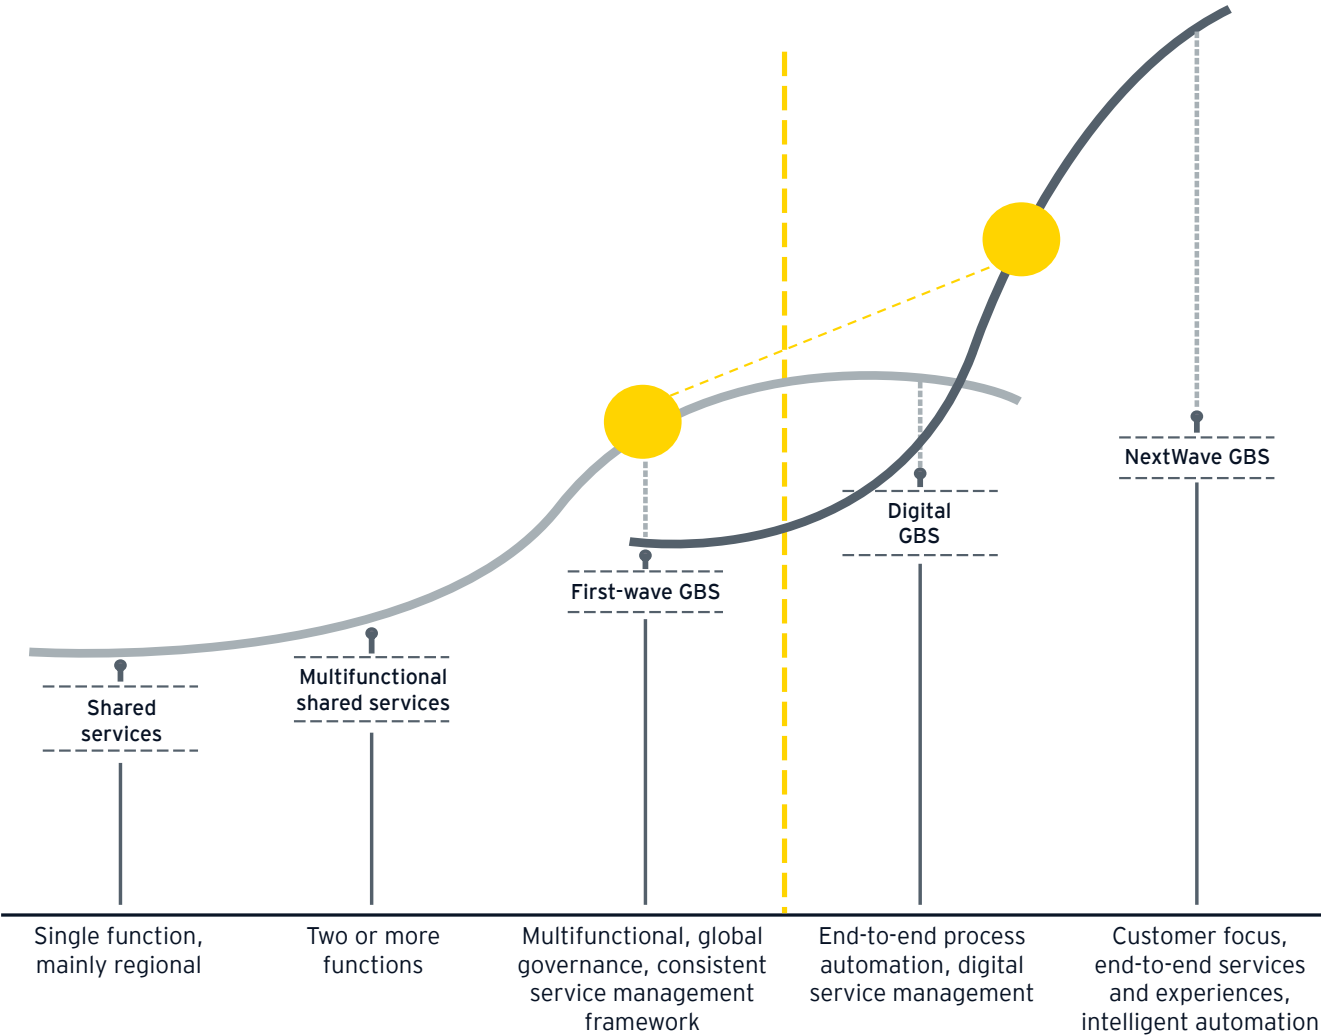 NextWave GBS
Digital
GBS
First-wave GBS
Multifunctional
shared services
Shared
services
Single function,
mainly regional
Two or more
functions
Multifunctional, global
governance, consistent
service management
framework
End-to-end process
automation, digital
service management
Customer focus,
end-to-end services
and experiences,
intelligent automation